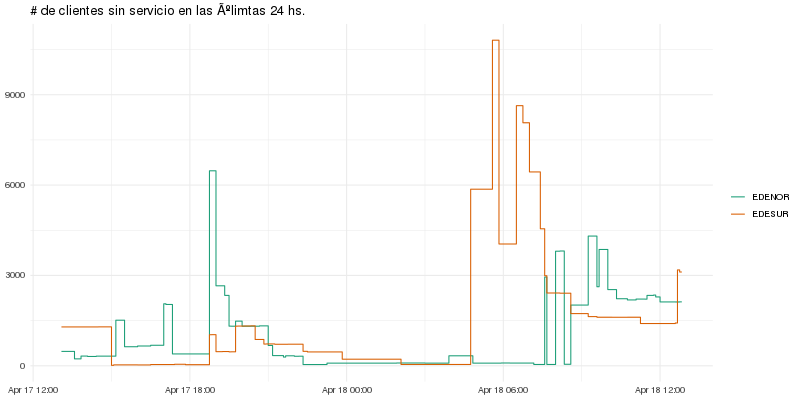 # de clientes sin servicio en las Ãºlimtas 24 hs.
9000
6000
3000
0
Apr 17 12:00 Apr 17 18:00 Apr 18 00:00 Apr 18 06:00 Apr 18 12:00
EDENOR
EDESUR